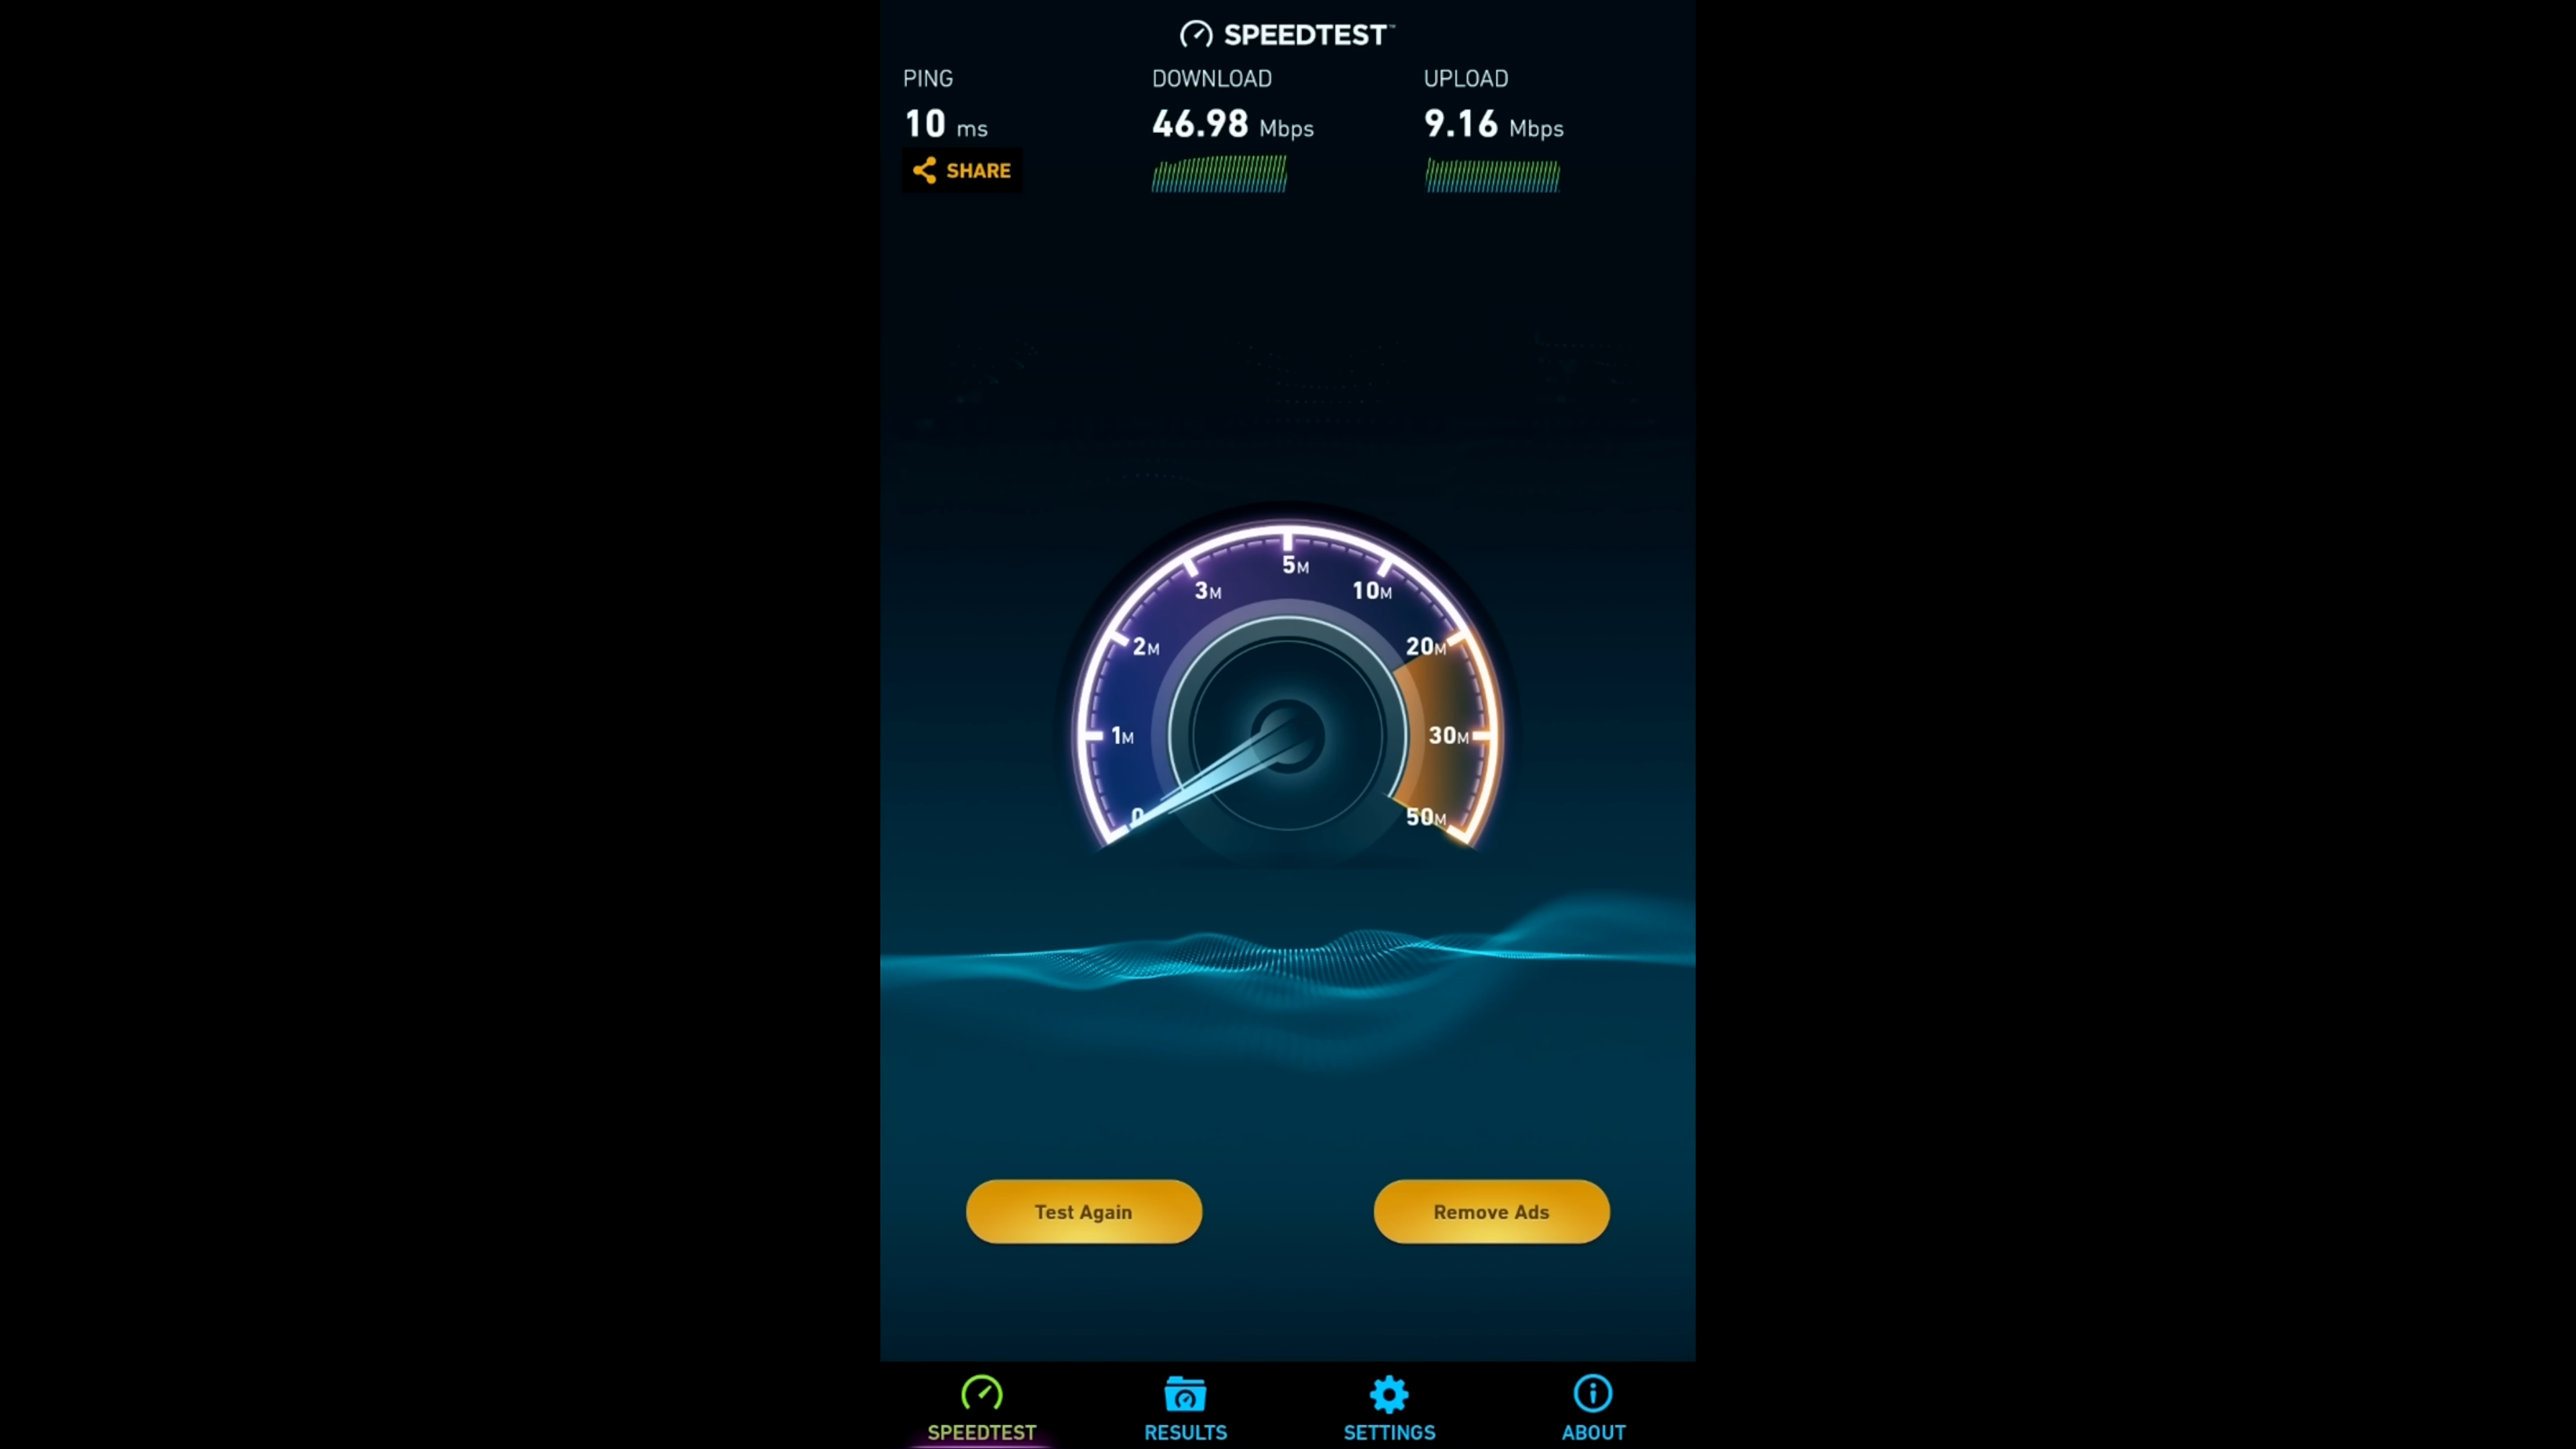 SPEEDTEST™
PING
DOWNLOAD
UPLOAD
10 ms
46.98 Mbps
9.16 Mbps
SHARE
5M
3M
10M
2M
20M
1M
30M
0
50M
Test Again
Remove Ads
SPEEDTEST
RESULTS
SETTINGS
ABOUT